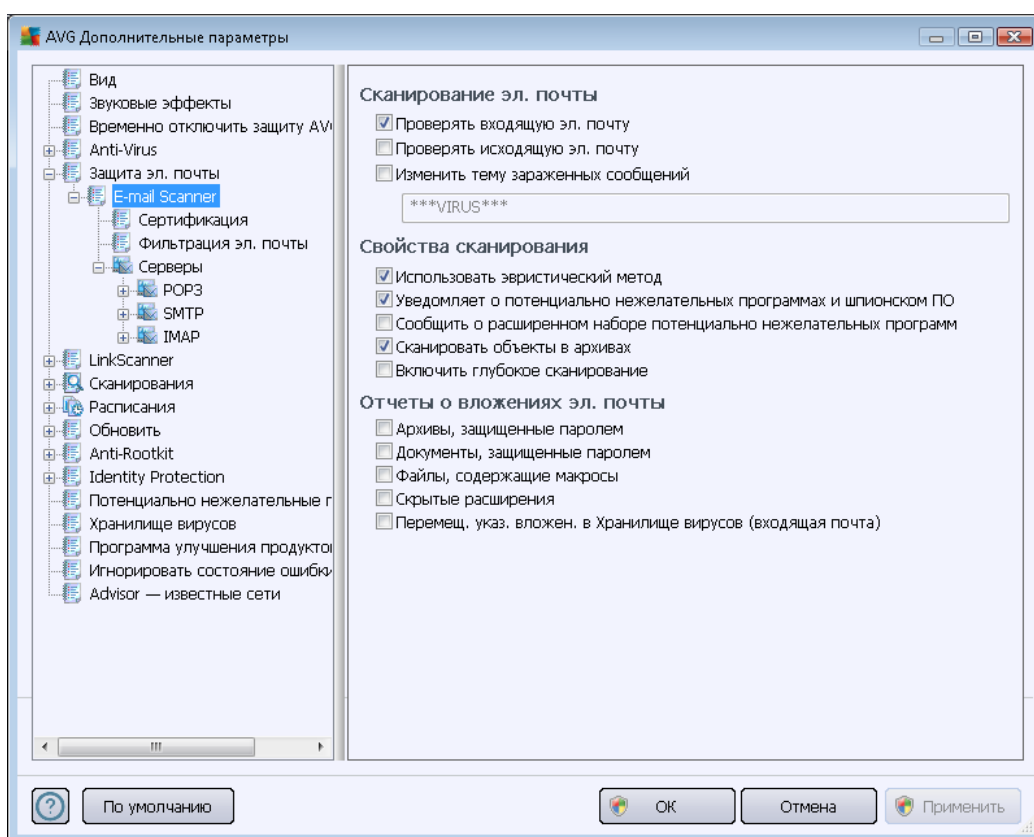 AVG Дополнительные параметры
Вид
Звуковые эффекты
Временно отключить защиту AV
Anti-Virus
Защита эл. почты
E-mail Scanner
Сертификация
Фильтрация эл. почты
Серверы
POP3
SMTP
IMAP
LinkScanner
Сканирования
Расписания
Обновить
Anti-Rootkit
Identity Protection
Потенциально нежелательные г
Хранилище вирусов
Программа улучшения продукто
Игнорировать состояние ошибки
Advisor — известные сети
Сканирование эл. почты
Проверять входящую эл. почту
Проверять исходящую эл. почту
Изменить тему зараженных сообщений
***VIRUS***
Свойства сканирования
Использовать эвристический метод
Уведомляет о потенциально нежелательных программах и шпионском ПО
Сообщить о расширенном наборе потенциально нежелательных программ
Сканировать объекты в архивах
Включить глубокое сканирование
Отчеты о вложениях эл. почты
Архивы, защищенные паролем
Документы, защищенные паролем
Файлы, содержащие макросы
Скрытые расширения
Перемещ. указ. вложен. в Хранилище вирусов (входящая почта)
По умолчанию
ОК
Отмена
Применить